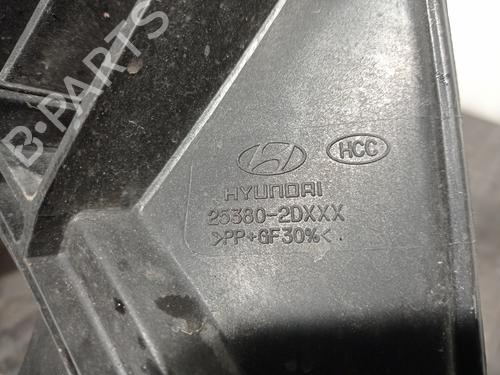 B-PARTS
HCC
HYUNDAI
25380-2DXXX
>PP+GF30%<